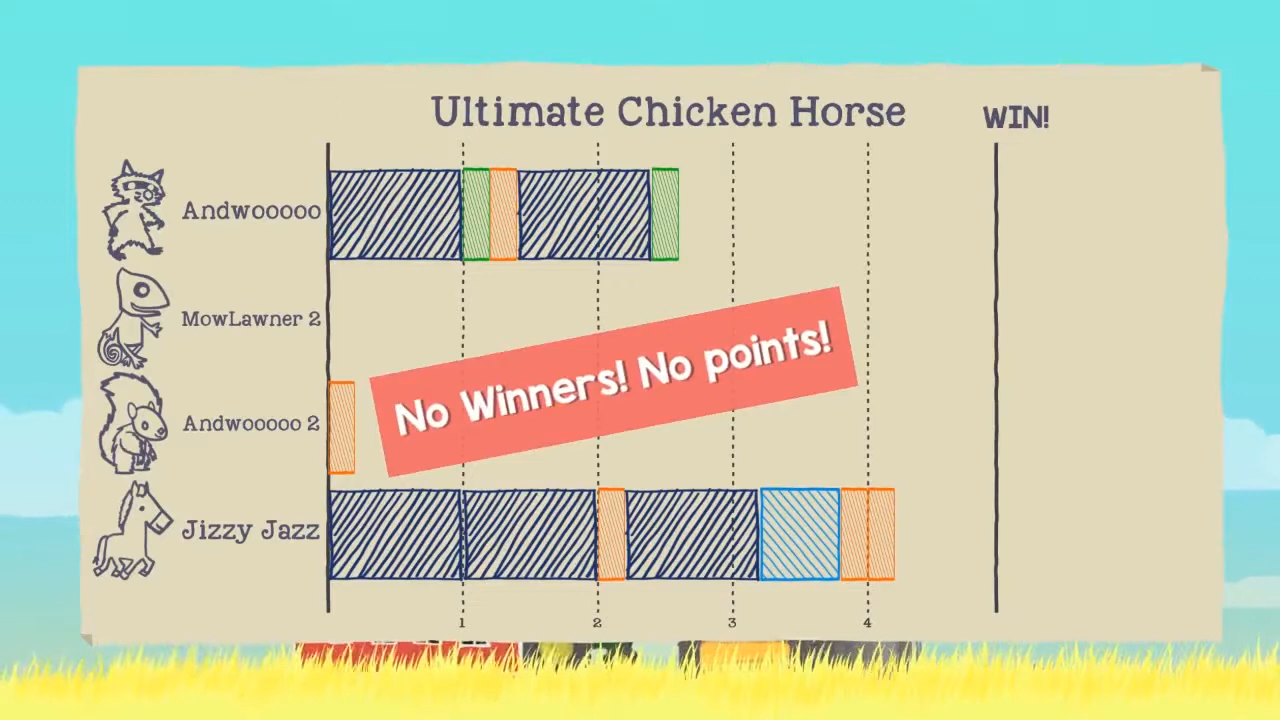 Ultimate Chicken Horse
WIN!
Andwooooo
MowLawner 2
No Winners! No points!
Andwooooo 2
Jizzy Jazz
1 2 3 4